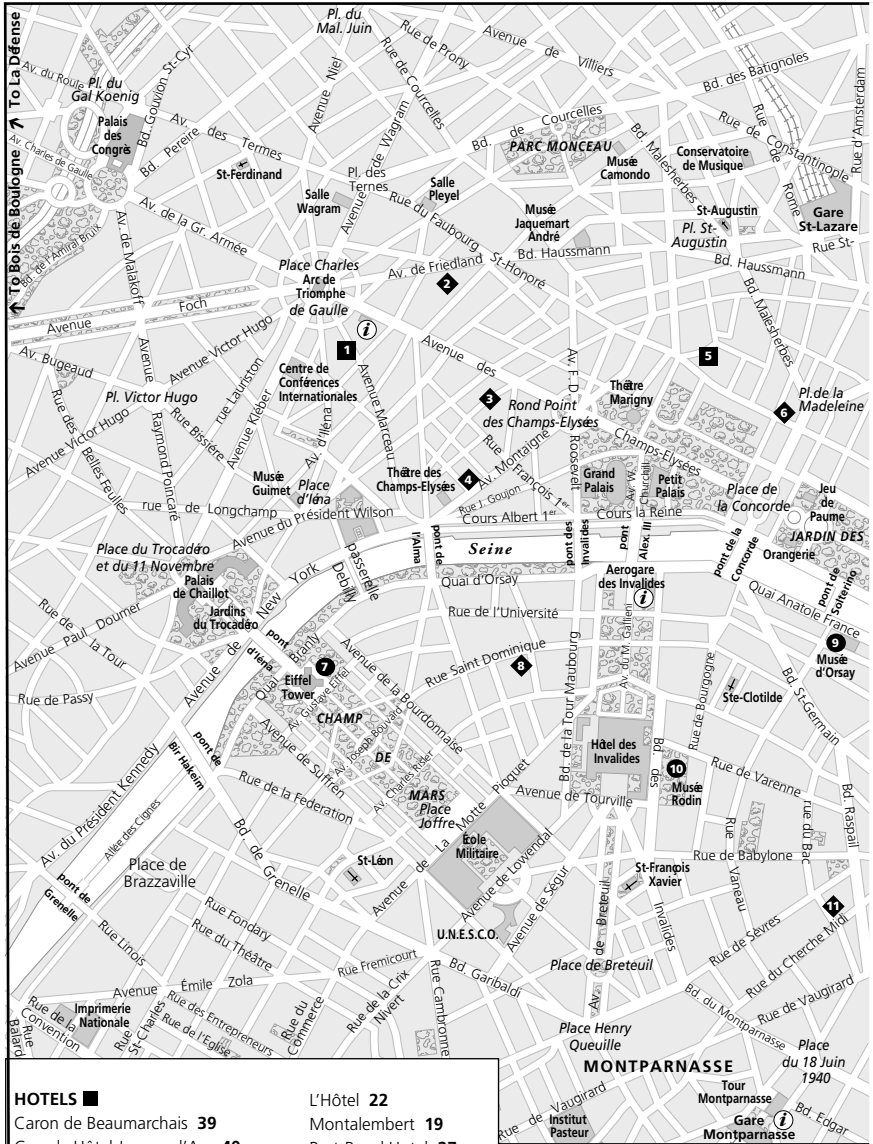 ↑ To Bois de Boulogne ↗ To La Défense
Pl. du
Mal. Juin
Rue de Prony
Avenue de Villiers
Bd. des Batignoles
Rue d'Amsterdam
Av. du Roule
Pl. du
Gal Koenig
Bd. Gouvion St-Cyr
Avenue Niel
Rue de Courcelles
Palais
des
Congrès
Av. des Termes
Bd. Pereire
Av. Charles de Gaulle
St-Ferdinand
Avenue de Wagram
Bd. de Courcelles
PARC MONCEAU
Musée
Camondo
Bd. Malesherbes
Conservatoire
de Musique
Rue de Constantinople
Rue de Rome
Pl. des
Ternes
Salle
Wagram
Salle
Pleyel
Rue du Faubourg St-Honoré
Musée
Jaquemart
André
St-Augustin
Pl. St-
Augustin
Gare
St-Lazare
Rue St-
Bd. Haussmann
Bd. Haussmann
Av. de la Gr. Armée
Bd. de l'Amiral Bruix
Av. de Malakoff
Place Charles
Arc de
Triomphe
de Gaulle
Av. de Friedland
2
Avenue Foch
i
1
Avenue des Champs-Elysées
5
Bd. Malesherbes
Av. Bugeaud
Avenue Victor Hugo
Pl. Victor Hugo
rue Lauriston
Centre de
Conférences
Internationales
Avenue Marceau
3
Rond Point
des Champs-Elysées
Av. F. D. Roosevelt
Théâtre
Marigny
6
Pl.de la
Madeleine
Rue des Belles Feulles
Avenue Victor Hugo
Avenue Raymond Poincaré
Rue Bissière
Avenue Kléber
Av. d'Iléna
Musée
Guimet
Place
d'Iéna
Théâtre des
Champs-Elysées
4
Av. Montaigne
Rue François 1er
Rue J. Goujon
Grand
Palais
Av. W. Churchill
Petit
Palais
Place de
la Concorde
Jeu
de
Paume
JARDIN DES
Orangerie
rue de Longchamp
Avenue du Président Wilson
Cours Albert 1er
Cours la Reine
Seine
pont de l'Alma
pont des Invalides
pont Alex. III
pont de la Concorde
pont de Solterino
Place du Trocadéro
et du 11 Novembre
Palais
de Chaillot
Jardins
du Trocadéro
Avenue de New York
passerelle
Debilly
Quai d'Orsay
Aerogare
des Invalides
i
Quai Anatole France
Avenue Paul Doumer
Rue de la Tour
Rue de Passy
pont d'Iéna
Quai Branly
Rue de l'Université
Rue Saint Dominique
8
Avenue de la Bourdonnaise
Bd. de la Tour Maubourg
Av. du M. Gallieni
Rue de Bourgogne
Ste-Clotilde
Bd. St-Germain
9
Musée
d'Orsay
7
Eiffel
Tower
Av. Gustave Eiffel
CHAMP
DE
MARS
Av. Joseph Bouvard
Av. Charles Risler
Place
Joffre
Avenue de Suffren
Hôtel des
Invalides
Bd. des Invalides
10
Musée
Rodin
Rue de Varenne
Bd. Raspail
pont de
Bir Hakeim
Av. du Président Kennedy
Allée des Cignes
Rue de la Federation
Avenue de La Motte Picquet
Avenue de Tourville
École
Militaire
Avenue de Lowendal
Rue Vaneau
rue du Bac
Rue de Babylone
11
Place de
Brazzaville
pont de
Grenelle
Bd. de Grenelle
St-Léon
U.N.E.S.C.O.
Avenue de Ségur
Av. de Breteuil
St-François
Xavier
Rue de Sèvres
Rue du Cherche Midi
Rue Linois
Rue Fondary
Rue du Théâtre
Rue Fremicourt
Bd. Garibaldi
Place de Breteuil
Bd. du Montparnasse
Rue de Vaugirard
Avenue Émile Zola
Imprimerie
Nationale
Rue de la Convention
Rue Balard
Rue St-Charles
Rue des Entrepreneurs
Rue de l'Eglise
Rue du Commerce
Rue de la Crix Nivert
Rue Cambronne
Place Henry
Queuille
MONTPARNASSE
Place
du 18 Juin
1940
Tour
Montparnasse
Rue de Vaugirard
Institut
Pasteur
Gare
Montparnasse
i
Bd. Edgar
HOTELS ■
Caron de Beaumarchais 39
L'Hôtel 22
Montalembert 19